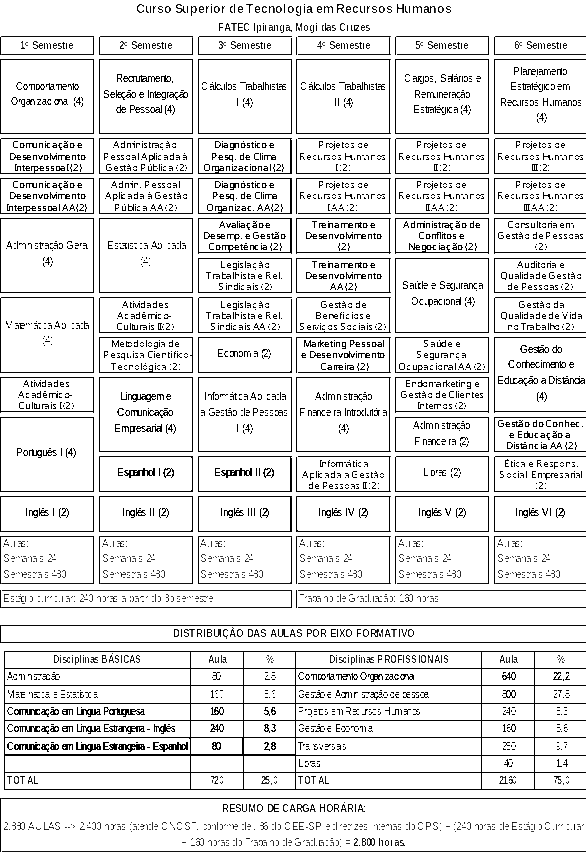 Curso Superior de Tecnologia em Recursos Humanos
FATEC Ipiranga, Mogi das Cruzes
1º Semestre 2º Semestre 3º Semestre 4º Semestre 5º Semestre 6º Semestre
Comportamento
Organizacional (4)
Recrutamento,
Seleção e Integração
de Pessoal (4)
Cálculos Trabalhistas
I (4)
Cálculos Trabalhistas
II (4)
Cargos, Salários e
Remuneração
Estratégica (4)
Planejamento
Estratégico em
Recursos Humanos
(4)
Comunicação e
Desenvolvimento
Interpessoal (2)
Administração
Pessoal Aplicada à
Gestão Pública (2)
Diagnóstico e
Pesq. de Clima
Organizacional (2)
Projetos de
Recursos Humanos
I (2)
Projetos de
Recursos Humanos
II (2)
Projetos de
Recursos Humanos
III (2)
Comunicação e
Desenvolvimento
Interpessoal AA (2)
Admin. Pessoal
Aplicada à Gestão
Pública AA (2)
Diagnóstico e
Pesq. de Clima
Organizac. AA (2)
Projetos de
Recursos Humanos
I AA (2)
Projetos de
Recursos Humanos
II AA (2)
Projetos de
Recursos Humanos
III AA (2)
Administração Geral
(4)
Estatística Aplicada
(4)
Avaliação e
Desemp. e Gestão
Competência (2)
Treinamento e
Desenvolvimento
(2)
Administração de
Conflitos e
Negociação (2)
Consultoria em
Gestão de Pessoas
(2)
Legislação
Trabalhista e Rel.
Sindicais (2)
Treinamento e
Desenvolvimento
AA (2)
Saúde e Segurança
Ocupacional (4)
Auditoria e
Qualidade Gestão
de Pessoas (2)
Matemática Aplicada
(4)
Atividades
Acadêmico-
Culturais II (2)
Legislação
Trabalhista e Rel.
Sindicais AA (2)
Gestão de
Benefícios e
Serviços Sociais (2)
Gestão da
Qualidade de Vida
no Trabalho (2)
Metodologia de
Pesquisa Científico-
Tecnológica (2)
Economia (2)
Marketing Pessoal
e Desenvolvimento
Carreira (2)
Saúde e
Segurança
Ocupacional AA (2)
Gestão do
Conhecimento e
Educação a Distância
(4)
Atividades
Acadêmico-
Culturais I (2)
Linguagem e
Comunicação
Empresarial (4)
Informática Aplicada
a Gestão de Pessoas
I (4)
Administração
Financeira Introdutória
(4)
Endomarketing e
Gestão de Clientes
Internos (2)
Português I (4)
Administração
Financeira (2)
Gestão do Conhec.
e Educação a
Distância AA (2)
Espanhol I (2)
Espanhol II (2)
Informática
Aplicada a Gestão
de Pessoas II (2)
Libras (2)
Ética e Respons.
Social Empresarial
(2)
Inglês I (2) Inglês II (2) Inglês III (2) Inglês IV (2) Inglês V (2) Inglês VI (2)
Aulas: Aulas: Aulas: Aulas: Aulas: Aulas:
Semanais 24 Semanais 24 Semanais 24 Semanais 24 Semanais 24 Semanais 24
Semestrais 480 Semestrais 480 Semestrais 480 Semestrais 480 Semestrais 480 Semestrais 480
Estágio curricular: 240 horas a partir do 3o semestre Trabalho de Graduação: 160 horas
DISTRIBUIÇÃO DAS AULAS POR EIXO FORMATIVO
Disciplinas BÁSICAS Aula % Disciplinas PROFISSIONAIS Aula %
Administração 80 2,8 Comportamento Organizacional 640 22,2
Matemática e Estatística Gestão e Administração de pessoal 800 27,8
Comunicação em Língua Portuguesa 160 5,6 Projetos em Recursos Humanos 240 8,3
Comunicação em Língua Estrangeira - Inglês 240 8,3 Gestão e Economia 160 5,6
Comunicação em Língua Estrangeira - Espanhol 80 2,8 Transversais 280 9,7
Libras 40 1,4
TOTAL 720 25,0 TOTAL 2160 75,0
RESUMO DE CARGA HORÁRIA:
2.880 AULAS --> 2.400 horas (atende CNCST, conforme del. 86 do CEE-SP e diretrizes internas do CPS) + (240 horas de Estágio Curricular
+ 160 horas do Trabalho de Graduação) = 2.800 horas.